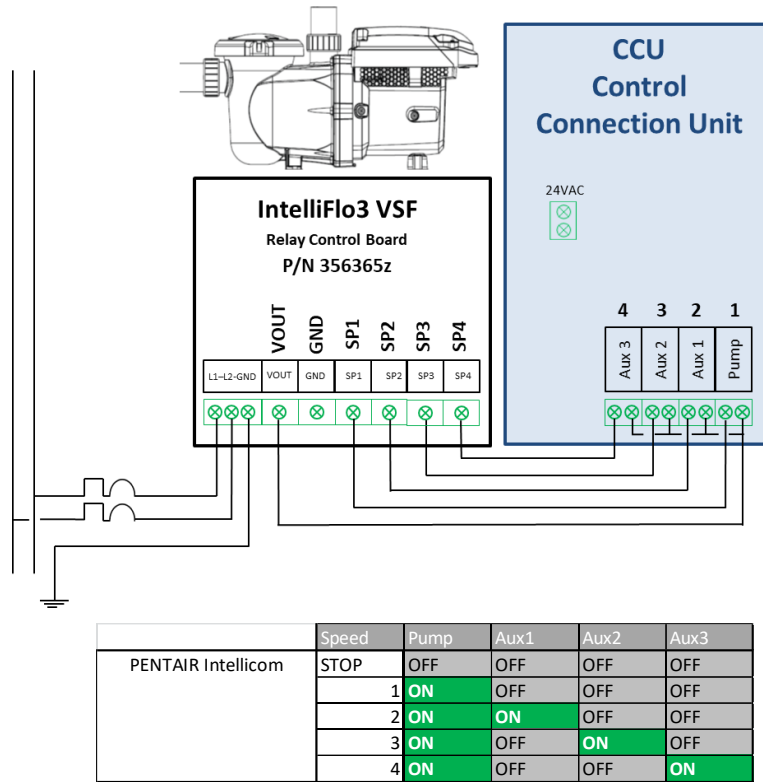 CCU
Control
Connection Unit
24VAC
IntelliFlo3 VSF
Relay Control Board
P/N 356365z
VOUT GND SP1 SP2 SP3 SP4
L1-L2-GND VOUT GND SP1 SP2 SP3 SP4
4 3 2 1
Aux 3 Aux 2 Aux 1 Pump
Speed Pump Aux1 Aux2 Aux3
PENTAIR Intellicom STOP OFF OFF OFF OFF
1 ON OFF OFF OFF
2 ON ON OFF OFF
3 ON OFF ON OFF
4 ON OFF OFF ON